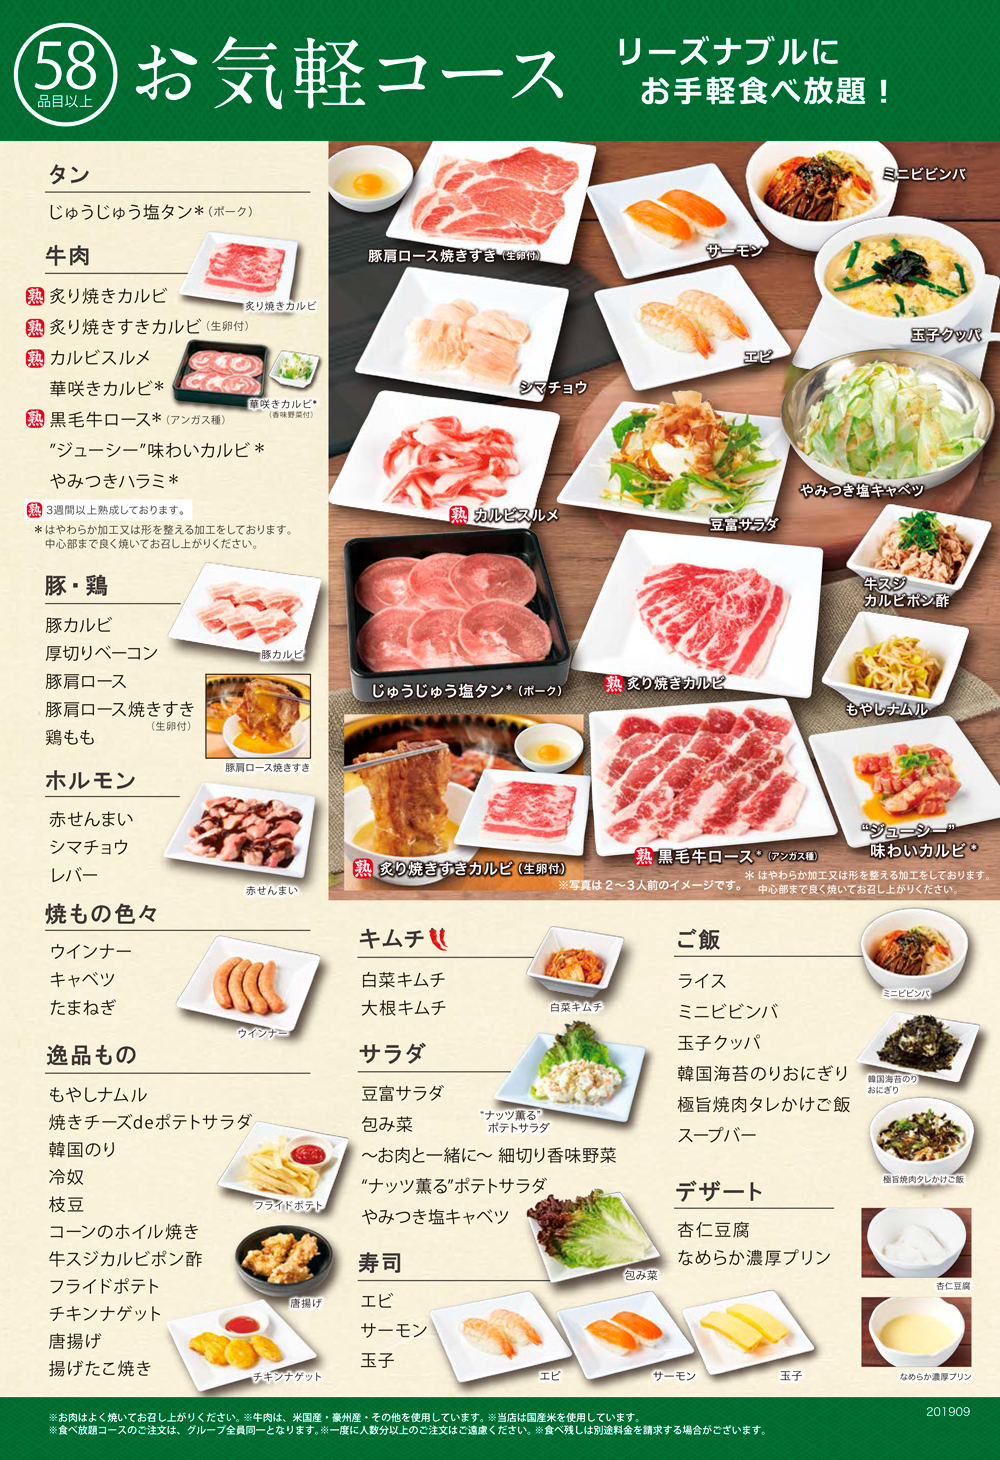 58
品目以上
お気軽コース
リーズナブルに
お手軽食べ放題！
タン
じゅうじゅう塩タン＊（ポーク）
牛肉
熟 炙り焼きカルビ
炙り焼きカルビ
熟 炙り焼きすきカルビ（生卵付）
熟 カルビスルメ
華咲きカルビ＊
華咲きカルビ*
（香味野菜付）
熟 黒毛牛ロース＊（アンガス種）
”ジューシー”味わいカルビ＊
やみつきハラミ＊
熟 3週間以上熟成しております。
＊はやわらか加工又は形を整える加工をしております。
中心部まで良く焼いてお召し上がりください。
豚・鶏
豚カルビ
厚切りベーコン
豚カルビ
豚肩ロース
豚肩ロース焼きすき
（生卵付）
鶏もも
豚肩ロース焼きすき
ホルモン
赤せんまい
シマチョウ
レバー
赤せんまい
焼もの色々
ウインナー
キャベツ
たまねぎ
ウインナー
逸品もの
もやしナムル
焼きチーズdeポテトサラダ
韓国のり
冷奴
枝豆
フライドポテト
コーンのホイル焼き
牛スジカルビポン酢
フライドポテト
唐揚げ
チキンナゲット
唐揚げ
揚げたこ焼き
チキンナゲット
豚肩ロース焼きすき（生卵付）
サーモン
ミニビビンバ
玉子クッパ
シマチョウ
エビ
熟 カルビスルメ
豆富サラダ
やみつき塩キャベツ
牛スジ
カルビポン酢
じゅうじゅう塩タン*（ポーク）
熟 炙り焼きカルビ
もやしナムル
熟 炙り焼きすきカルビ（生卵付）
熟 黒毛牛ロース*（アンガス種）
“ジューシー”
味わいカルビ*
※写真は２～３人前のイメージです。
＊はやわらか加工又は形を整える加工をしております。
中心部まで良く焼いてお召し上がりください。
キムチ
白菜キムチ
大根キムチ
白菜キムチ
サラダ
豆富サラダ
包み菜
“ナッツ薫る”
ポテトサラダ
～お肉と一緒に～ 細切り香味野菜
“ナッツ薫る”ポテトサラダ
やみつき塩キャベツ
包み菜
寿司
エビ
サーモン
玉子
エビ
サーモン
玉子
ご飯
ライス
ミニビビンバ
ミニビビンバ
玉子クッパ
韓国海苔のりおにぎり
韓国海苔のり
おにぎり
極旨焼肉タレかけご飯
スープバー
極旨焼肉タレかけご飯
デザート
杏仁豆腐
なめらか濃厚プリン
杏仁豆腐
なめらか濃厚プリン
※お肉はよく焼いてお召し上がりください。※牛肉は、米国産・豪州産・その他を使用しています。※当店は国産米を使用しています。
※食べ放題コースのご注文は、グループ全員同一となります。※一度に人数分以上のご注文はご遠慮ください。※食べ残しは別途料金を請求する場合がございます。
201909